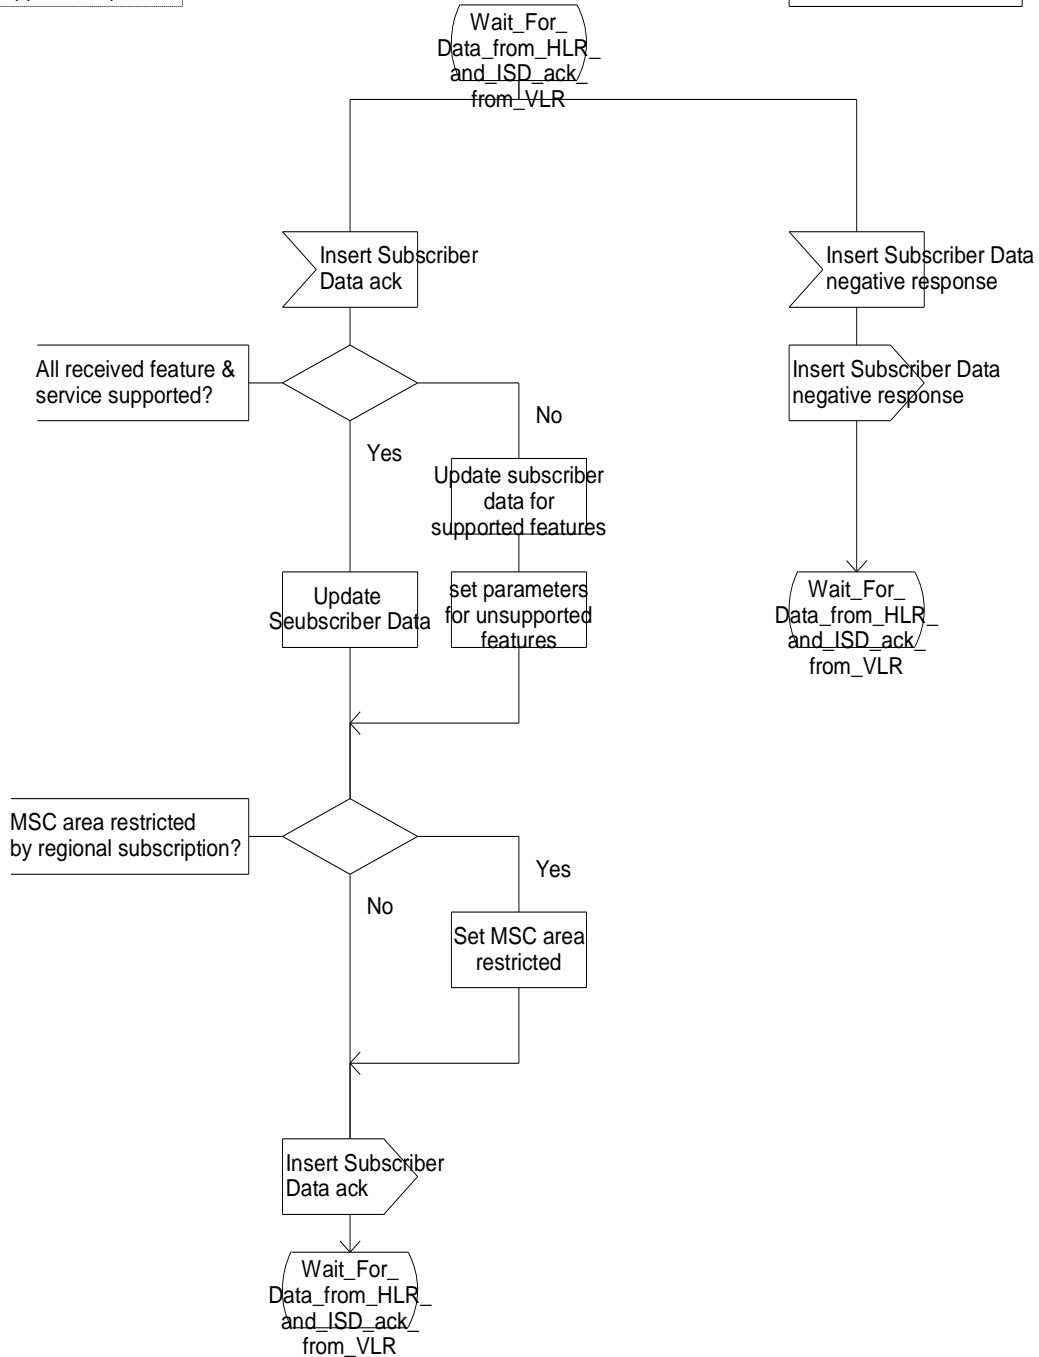 Wait_For_
Data_from_HLR_
and_ISD_ack_
from_VLR
Insert Subscriber
Data ack
Insert Subscriber Data
negative response
All received feature &
service supported?
Insert Subscriber Data
negative response
No
Yes
Update subscriber
data for
supported features
Update
Seubscriber Data
set parameters
for unsupported
features
Wait_For_
Data_from_HLR_
and_ISD_ack_
from_VLR
MSC area restricted
by regional subscription?
Yes
No
Set MSC area
restricted
Insert Subscriber
Data ack
Wait_For_
Data_from_HLR_
and_ISD_ack_
from_VLR